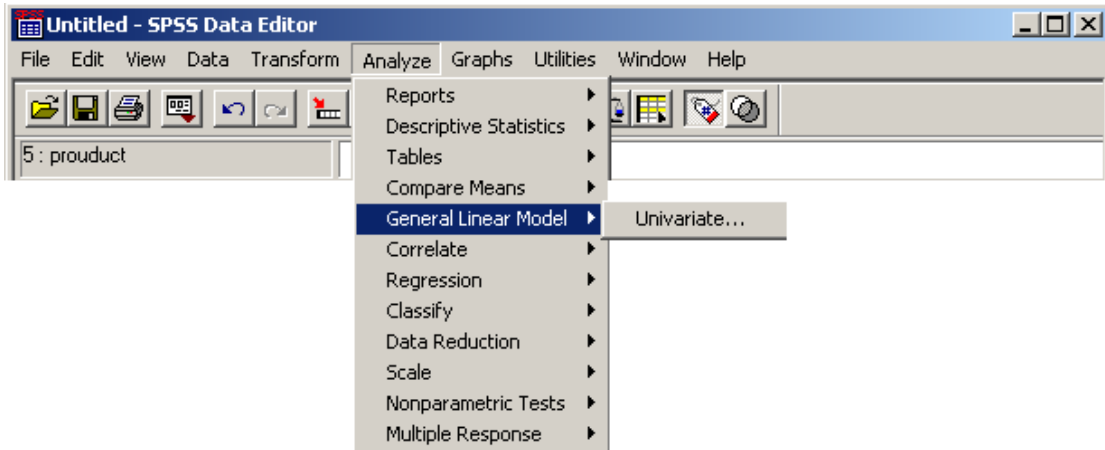 SPSS
Untitled - SPSS Data Editor
File Edit View Data Transform Analyze Graphs Utilities Window Help
5 : prouduct
Reports
Descriptive Statistics
Tables
Compare Means
General Linear Model
Univariate...
Correlate
Regression
Classify
Data Reduction
Scale
Nonparametric Tests
Multiple Response